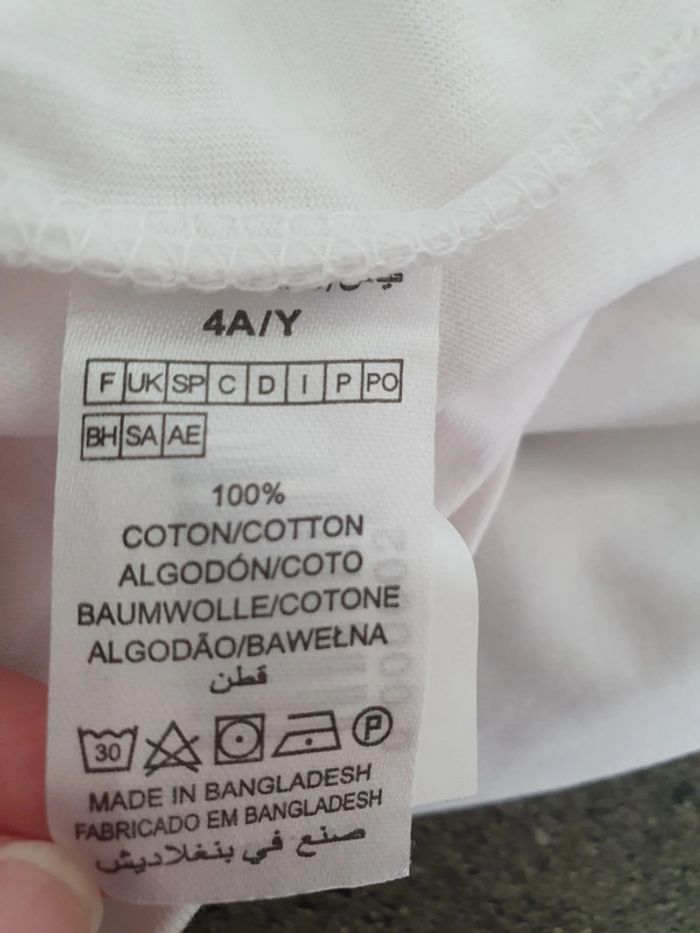 4A/Y
F UK SP C D I P PO
BH SA AE
100%
COTON/COTTON
ALGODÓN/COTO
BAUMWOLLE/COTONE
ALGODÃO/BAWEŁNA
قطن
30 P
MADE IN BANGLADESH
FABRICADO EM BANGLADESH
صنع في بنغلاديش